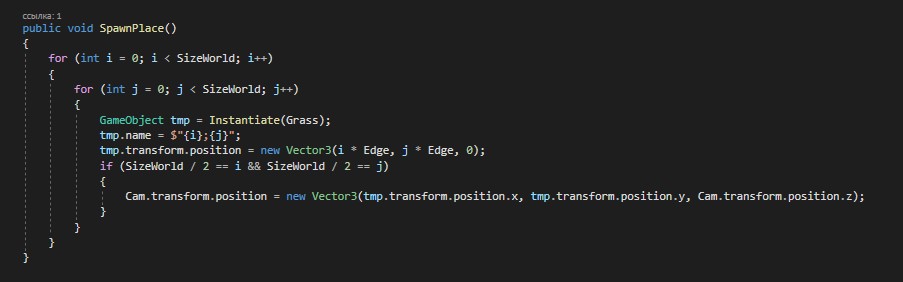 ссылка: 1
public void SpawnPlace()
{
for (int i = 0; i < SizeWorld; i++)
{
for (int j = 0; j < SizeWorld; j++)
{
GameObject tmp = Instantiate(Grass);
tmp.name = $"{i};{j}";
tmp.transform.position = new Vector3(i * Edge, j * Edge, 0);
if (SizeWorld / 2 == i && SizeWorld / 2 == j)
{
Cam.transform.position = new Vector3(tmp.transform.position.x, tmp.transform.position.y, Cam.transform.position.z);
}
}
}
}